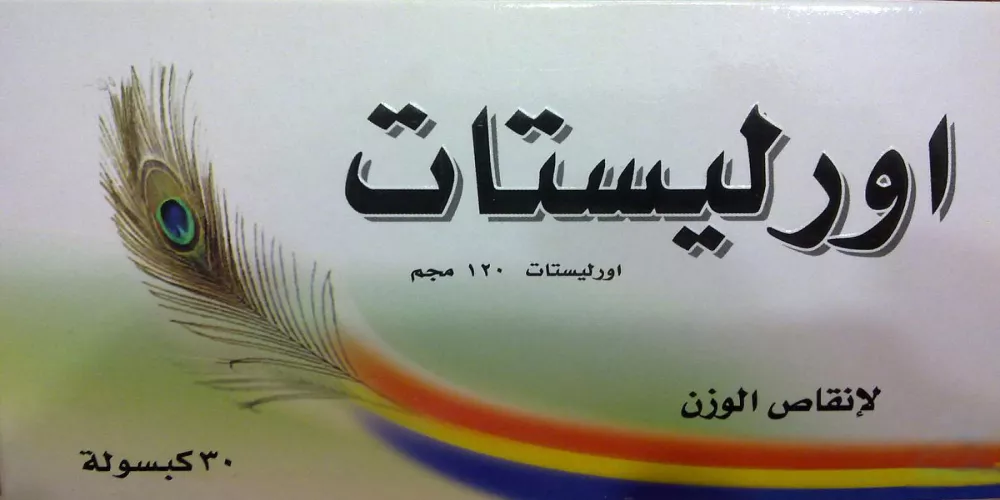 اورليستات
اورليستات ١٢٠ مجم
لإنقاص الوزن
٣٠ كبسولة